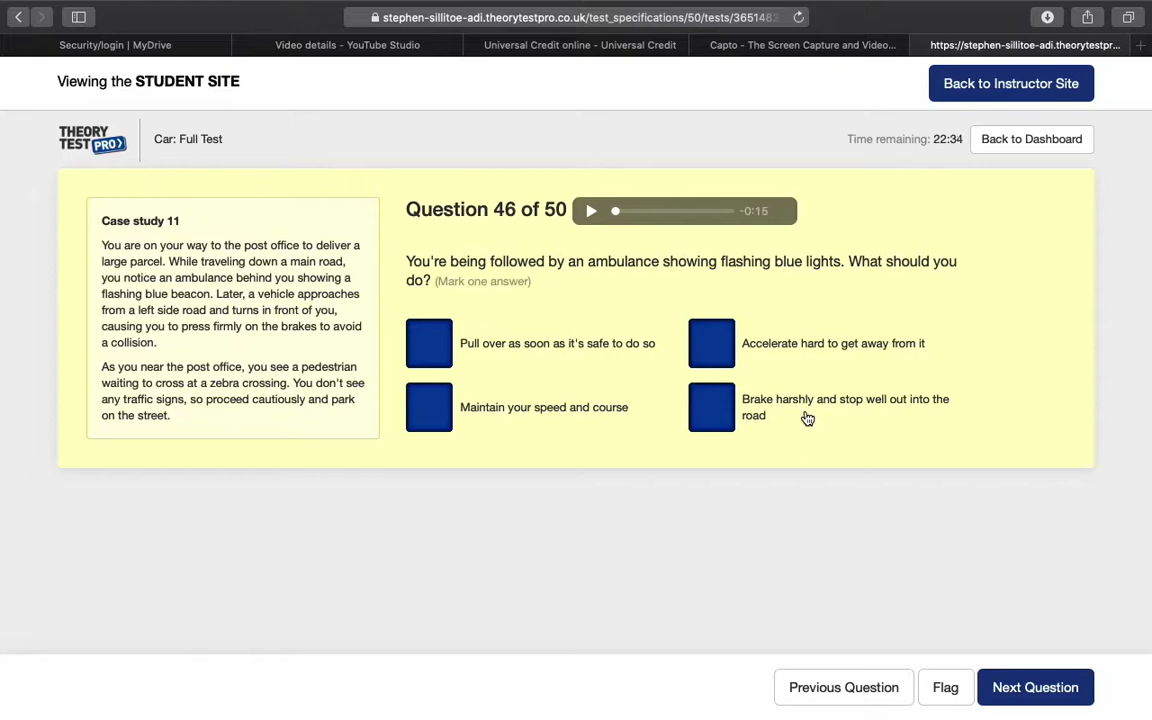 stephen-sillitoe-adi.theorytestpro.co.uk/test_specifications/50/tests/3651483
Security/login | MyDrive
Video details - YouTube Studio
Universal Credit online - Universal Credit
Capto - The Screen Capture and Video...
https://stephen-sillitoe-adi.theorytestpr...
Viewing the STUDENT SITE
Back to Instructor Site
THEORY
TEST PRO
Car: Full Test
Time remaining: 22:34
Back to Dashboard
Case study 11
You are on your way to the post office to deliver a
large parcel. While traveling down a main road,
you notice an ambulance behind you showing a
flashing blue beacon. Later, a vehicle approaches
from a left side road and turns in front of you,
causing you to press firmly on the brakes to avoid
a collision.
As you near the post office, you see a pedestrian
waiting to cross at a zebra crossing. You don't see
any traffic signs, so proceed cautiously and park
on the street.
Question 46 of 50
-0:15
You're being followed by an ambulance showing flashing blue lights. What should you
do? (Mark one answer)
Pull over as soon as it's safe to do so
Accelerate hard to get away from it
Maintain your speed and course
Brake harshly and stop well out into the
road
Previous Question
Flag
Next Question